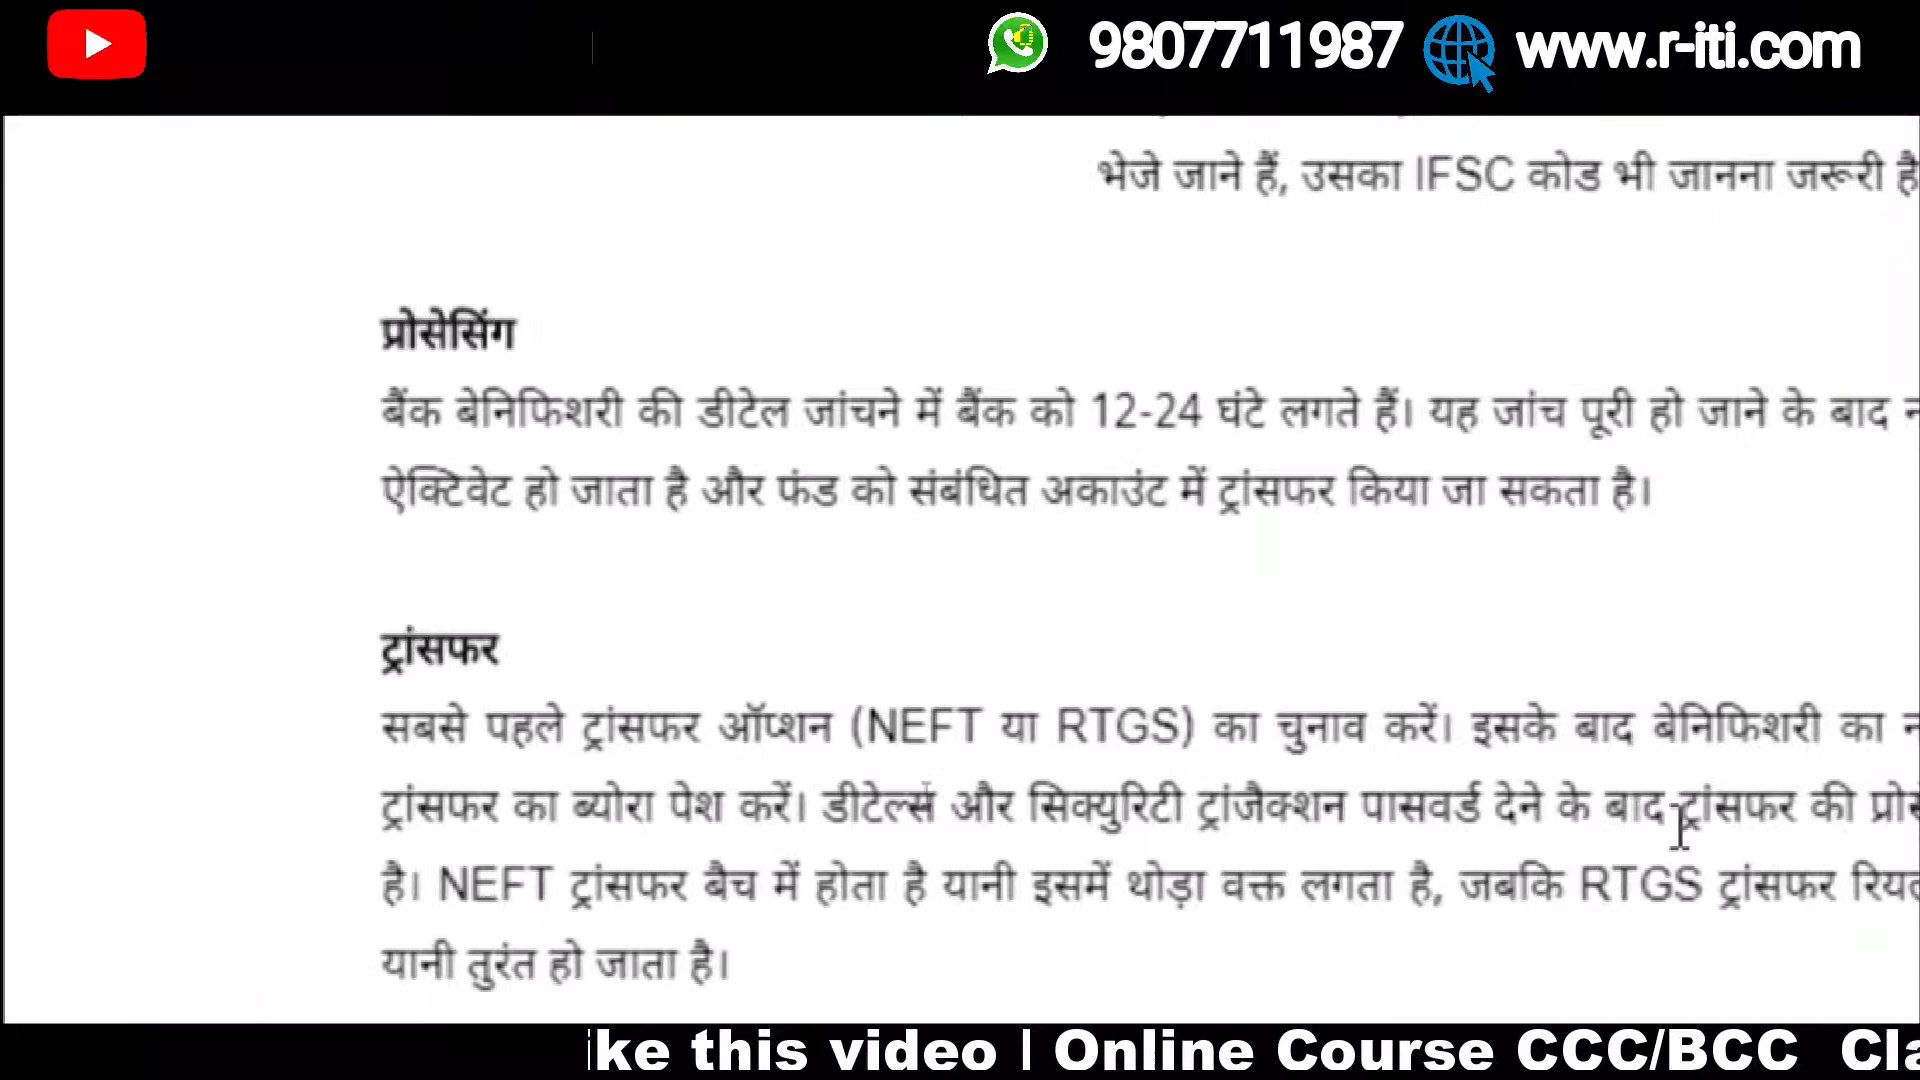 9807711987 www.r-iti.com
भेजे जाने हैं, उसका IFSC कोड भी जानना जरूरी है
प्रोसेसिंग
बैंक बेनिफिशरी की डीटेल जांचने में बैंक को 12-24 घंटे लगते हैं। यह जांच पूरी हो जाने के बाद
ऐक्टिवेट हो जाता है और फंड को संबंधित अकाउंट में ट्रांसफर किया जा सकता है।
ट्रांसफर
सबसे पहले ट्रांसफर ऑप्शन (NEFT या RTGS) का चुनाव करें। इसके बाद बेनिफिशरी का
ट्रांसफर का ब्योरा पेश करें। डीटेल्स और सिक्युरिटी ट्रांजैक्शन पासवर्ड देने के बाद ट्रांसफर की
है। NEFT ट्रांसफर बैच में होता है यानी इसमें थोड़ा वक्त लगता है, जबकि RTGS ट्रांसफर
यानी तुरंत हो जाता है।
ke this video | Online Course CCC/BCC Cla